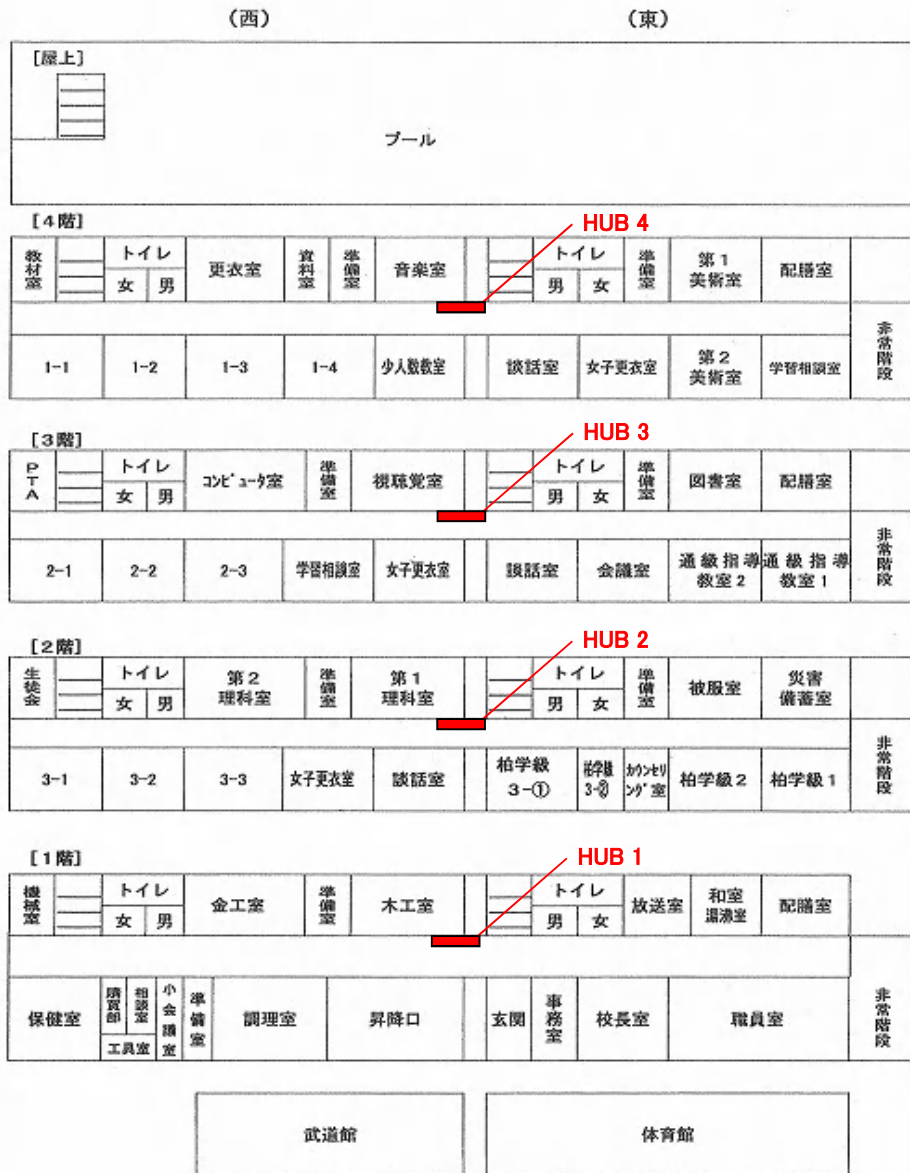 （西） （東）
[屋上]
プール
[4階]
HUB 4
教材室 トイレ 女 男 更衣室 資料室 準備室 音楽室 トイレ 男 女 準備室 第1美術室 配膳室
1-1 1-2 1-3 1-4 少人数教室 談話室 女子更衣室 第2美術室 学習相談室 非常階段
[3階]
HUB 3
PTA トイレ 女 男 コンピュータ室 準備室 視聴覚室 トイレ 男 女 準備室 図書室 配膳室
2-1 2-2 2-3 学習相談室 女子更衣室 談話室 会議室 通級指導教室2 通級指導教室1 非常階段
[2階]
HUB 2
生徒会 トイレ 女 男 第2理科室 準備室 第1理科室 トイレ 男 女 準備室 被服室 災害備蓄室
3-1 3-2 3-3 女子更衣室 談話室 柏学級3-① 柏学級3-② カウンセリング室 柏学級2 柏学級1 非常階段
[1階]
HUB 1
機械室 トイレ 女 男 金工室 準備室 木工室 トイレ 男 女 放送室 和室 湯沸室 配膳室
保健室 購買部 相談室 工具室 小会議室 準備室 調理室 昇降口 玄関 事務室 校長室 職員室 非常階段
武道館 体育館